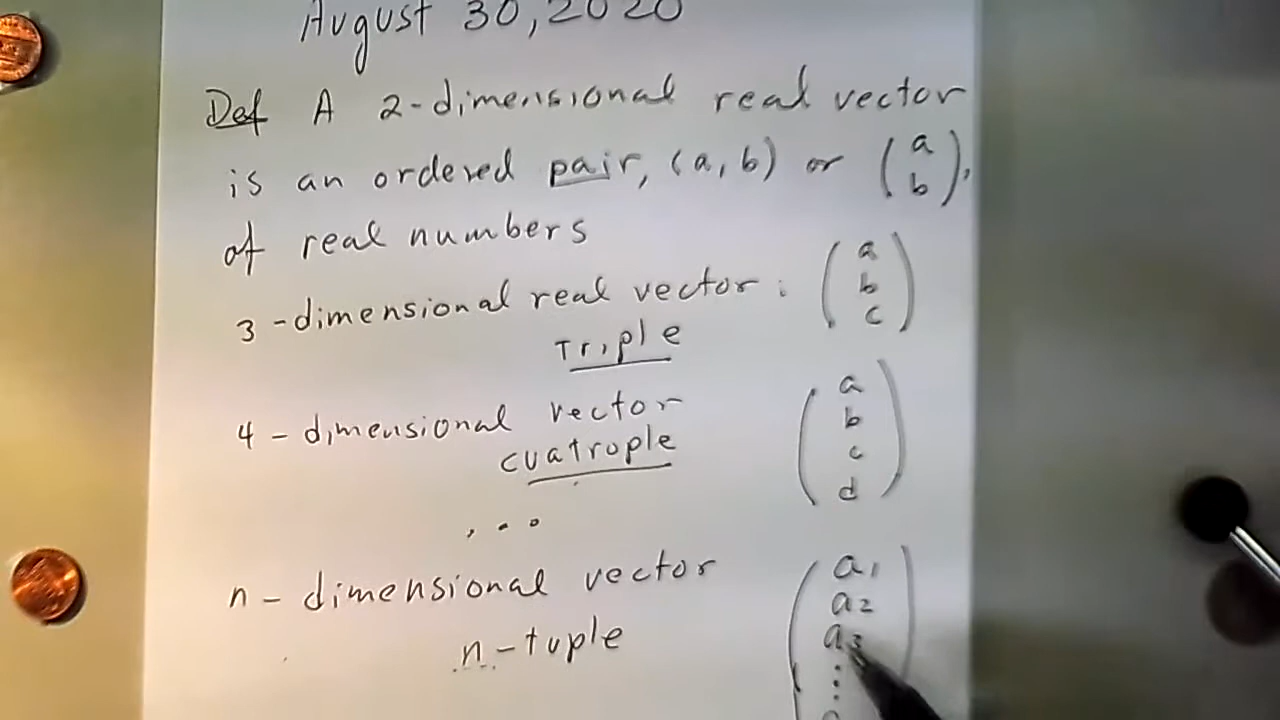 August 30, 2020
Def A 2-dimensional real vector
is an ordered pair, (a, b) or (a b),
of real numbers
3-dimensional real vector: (a b c)
Triple
4-dimensional vector (a b c d)
cuatrople
...
n-dimensional vector (a1 a2 a3 ⋮
n-tuple